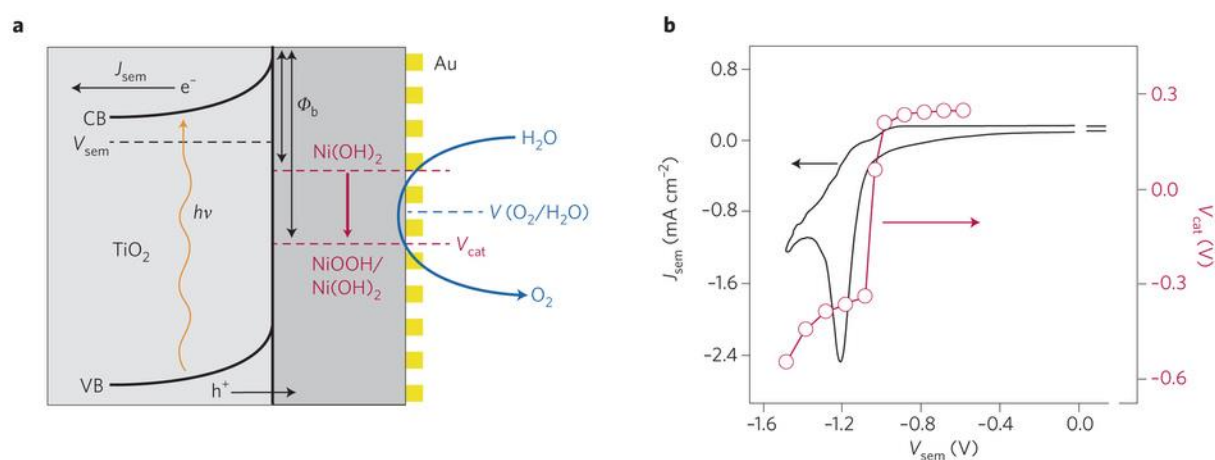 a
J_sem
e⁻
CB
V_sem
hν
TiO₂
VB
h⁺
Φ_b
Ni(OH)₂
NiOOH/
Ni(OH)₂
Au
H₂O
V (O₂/H₂O)
V_cat
O₂
b
0.8
0.0
-0.8
-1.6
-2.4
J_sem (mA cm⁻²)
-1.6
-1.2
-0.8
-0.4
0.0
V_sem (V)
0.3
0.0
-0.3
-0.6
V_cat (V)